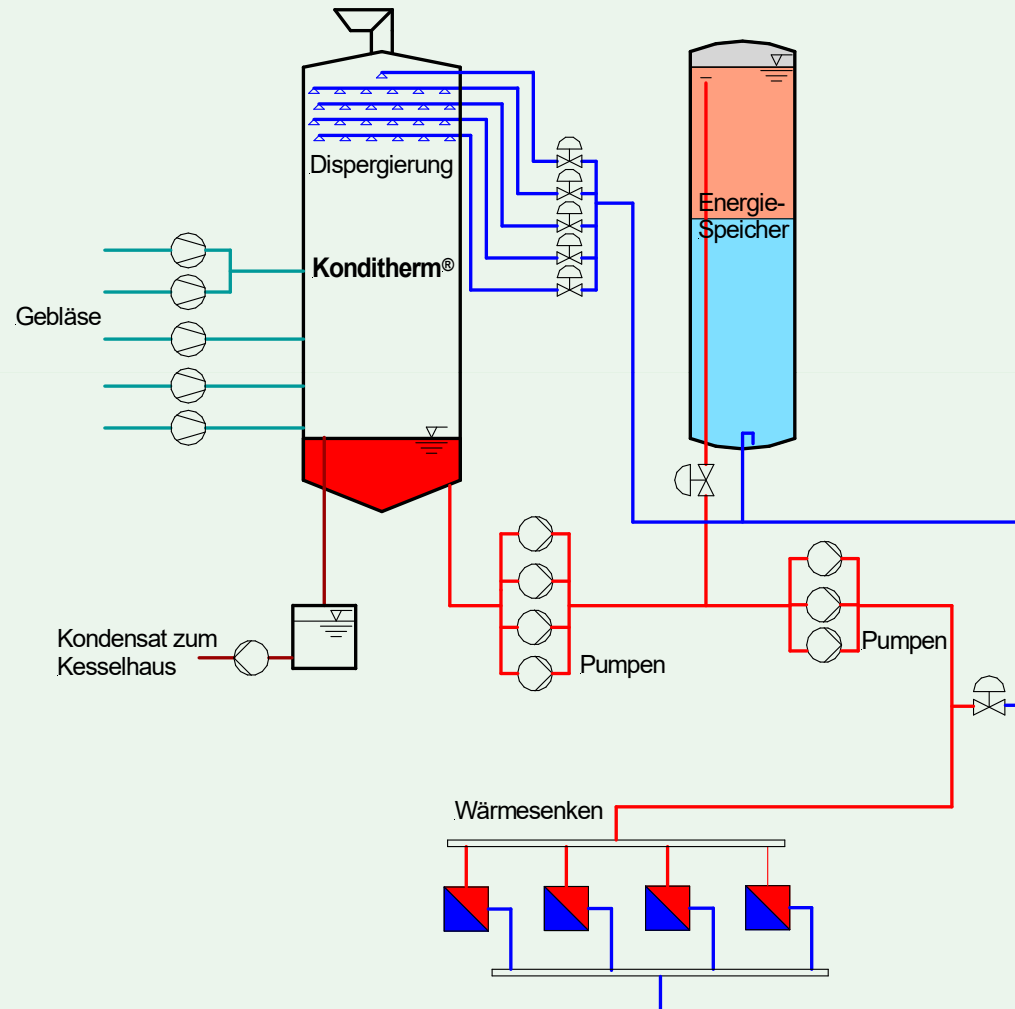 Dispergierung
Energie-
Speicher
Konditherm®
Gebläse
Kondensat zum
Kesselhaus
Pumpen
Pumpen
Wärmesenken